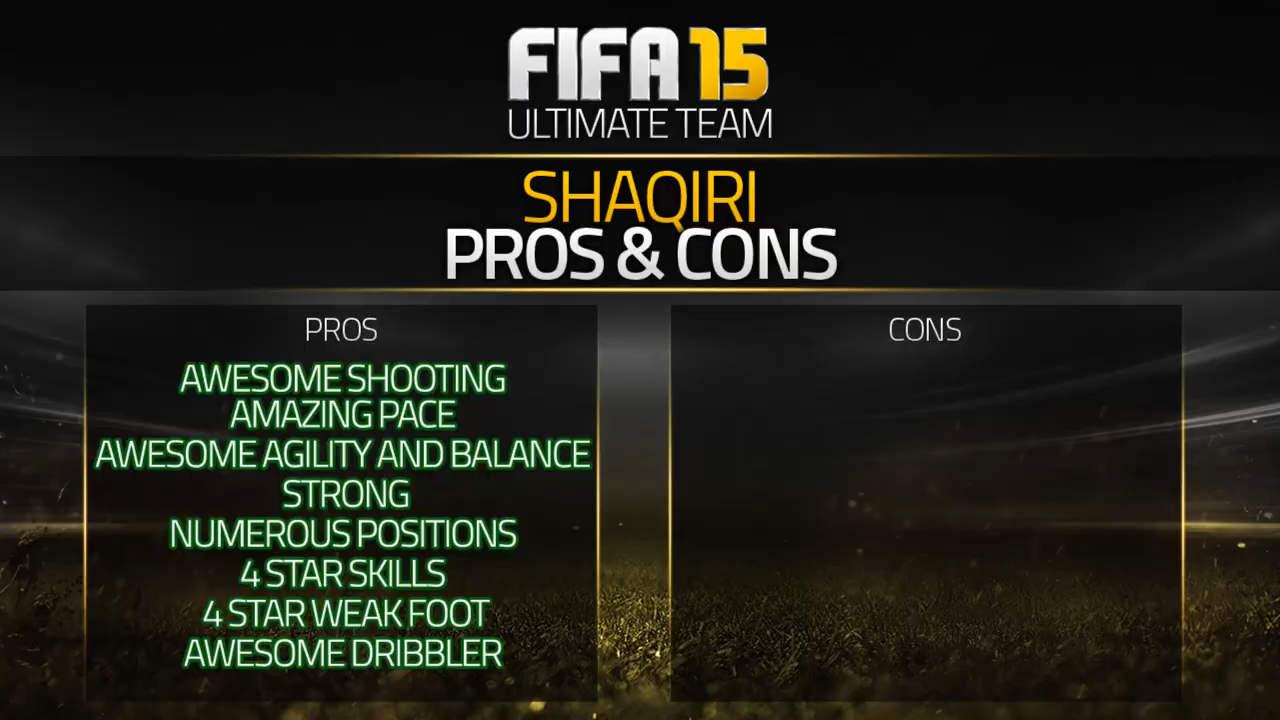 FIFA 15
ULTIMATE TEAM
SHAQIRI
PROS & CONS
PROS
AWESOME SHOOTING
AMAZING PACE
AWESOME AGILITY AND BALANCE
STRONG
NUMEROUS POSITIONS
4 STAR SKILLS
4 STAR WEAK FOOT
AWESOME DRIBBLER
CONS